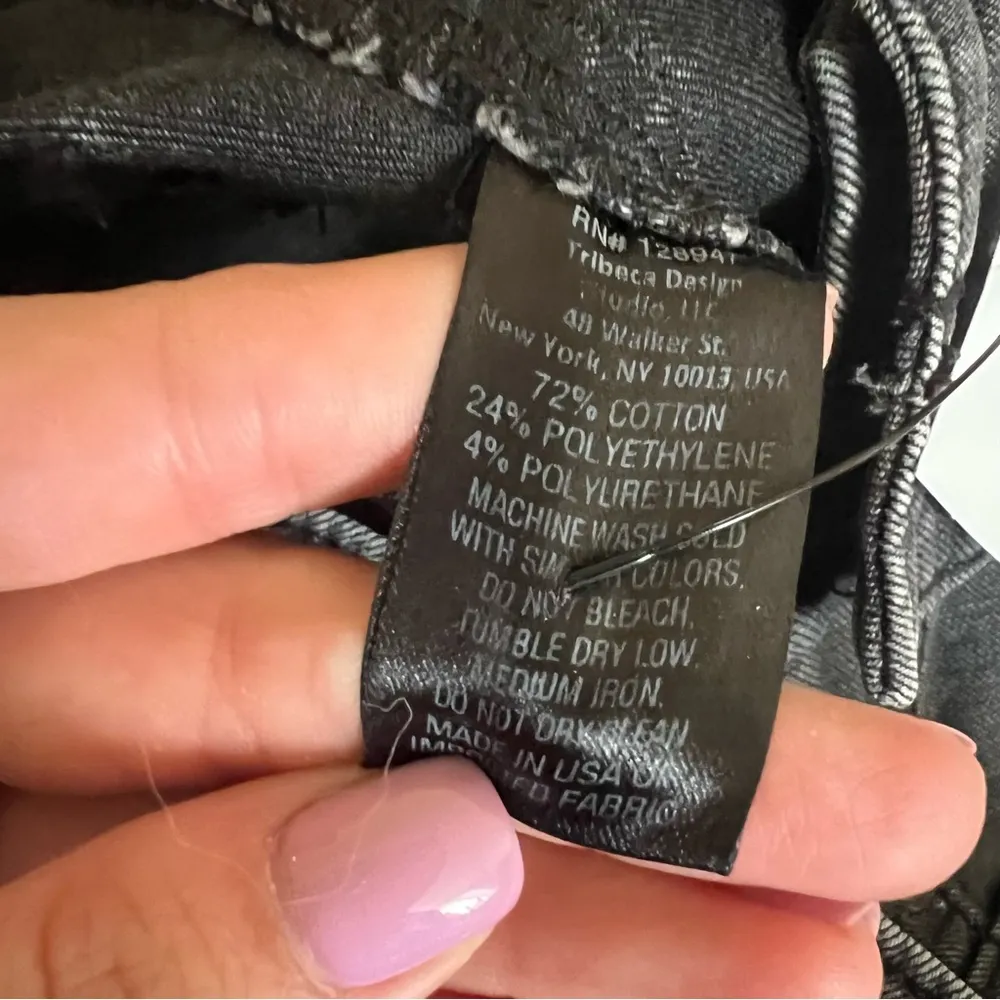 RN# 128941
Tribeca Design
Studio, LLC
48 Walker St.
New York, NY 10013, USA
72% COTTON
24% POLYETHYLENE
4% POLYURETHANE
MACHINE WASH COLD
WITH SIMILAR COLORS.
DO NOT BLEACH.
TUMBLE DRY LOW.
MEDIUM IRON.
DO NOT DRY CLEAN
MADE IN USA OF
IMPORTED FABRIC